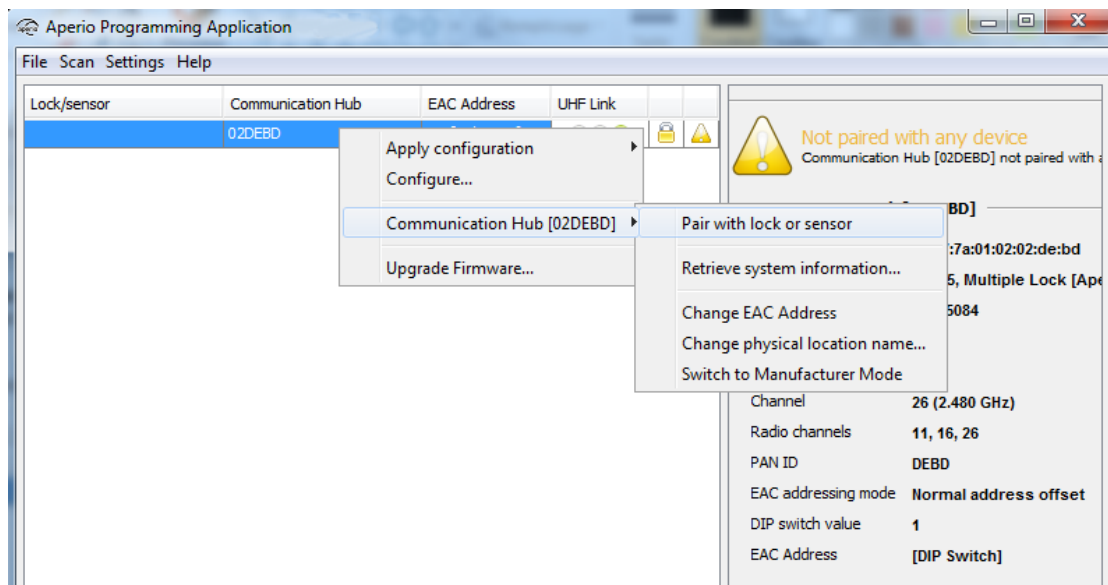 Aperio Programming Application
File Scan Settings Help
Lock/sensor Communication Hub EAC Address UHF Link
02DEBD
Apply configuration
Configure...
Communication Hub [02DEBD]
Upgrade Firmware...
Pair with lock or sensor
Retrieve system information...
Change EAC Address
Change physical location name...
Switch to Manufacturer Mode
Not paired with any device
Communication Hub [02DEBD] not paired with
BD]
:7a:01:02:02:de:bd
5, Multiple Lock [Ape
5084
Channel 26 (2.480 GHz)
Radio channels 11, 16, 26
PAN ID DEBD
EAC addressing mode Normal address offset
DIP switch value 1
EAC Address [DIP Switch]